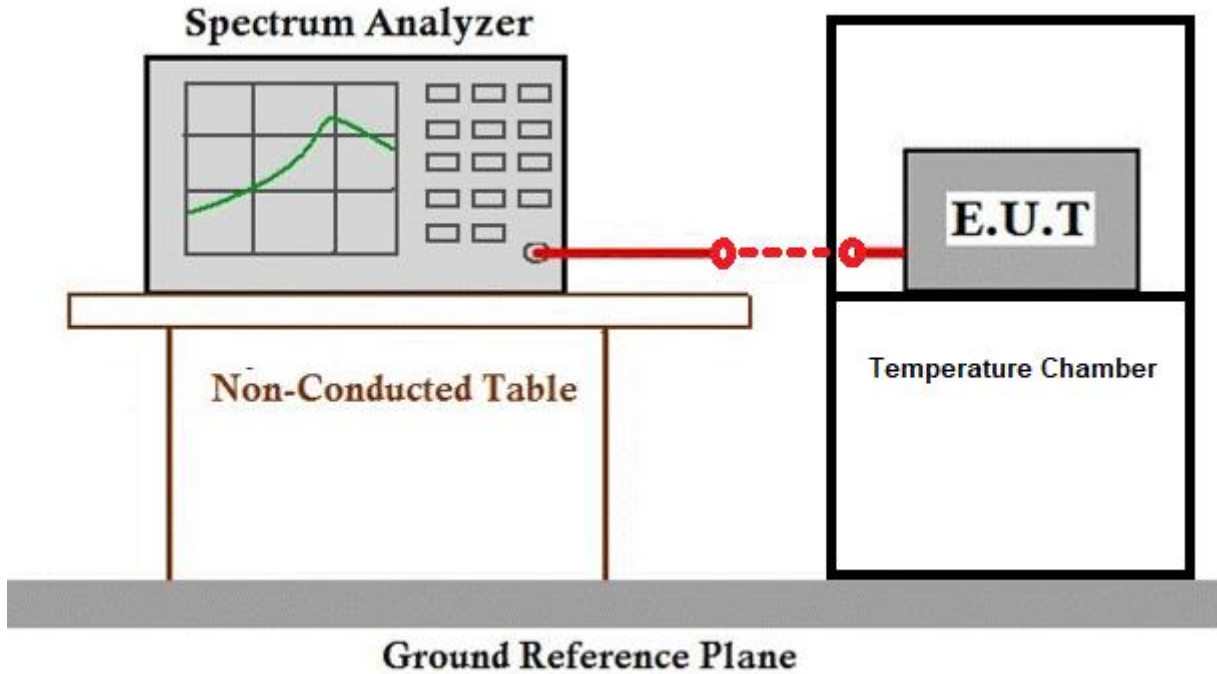 Spectrum Analyzer
E.U.T
Temperature Chamber
Non-Conducted Table
Ground Reference Plane